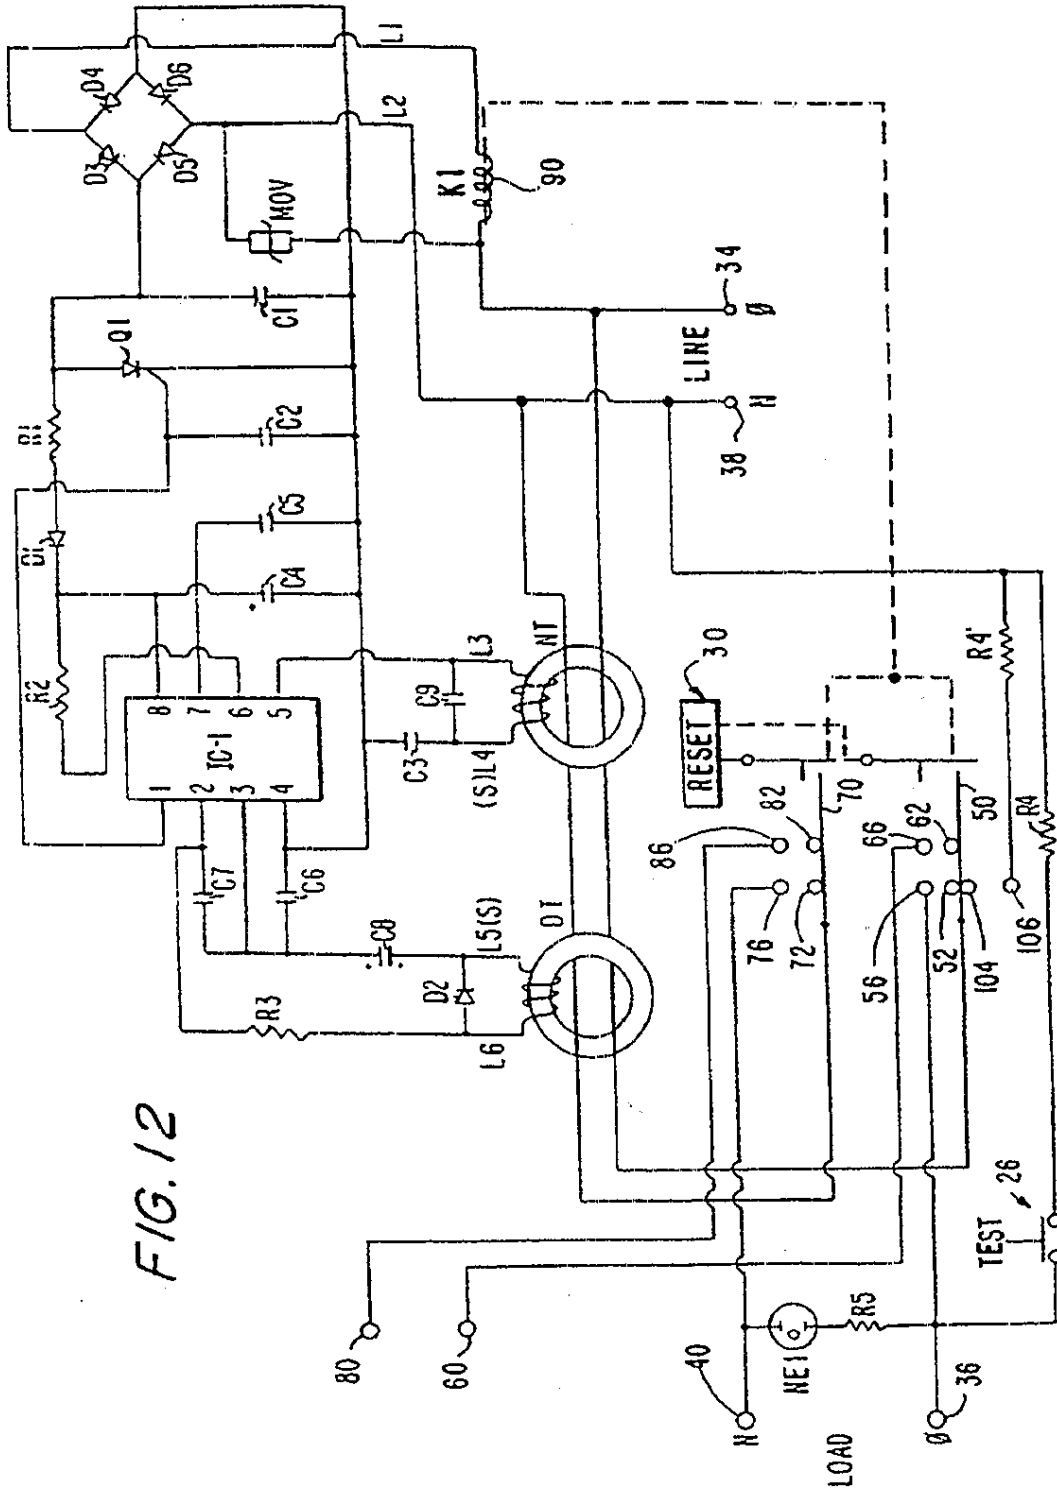 FIG. 12
R2
D1
R1
D3
D4
1
8
2
7
IC-1
3
6
4
5
Q1
D5
D6
R3
C7
C6
C4
C5
C2
C1
MOV
80
C8
C3
C9
L2
L1
D2
60
L6
L5(S)
(S)L4
L3
K1
OT
NT
90
86
RESET
30
LINE
40
N
76
82
38
34
N
Ø
NE1
72
70
LOAD
R5
56
66
62
36
Ø
52
50
TEST
26
104
106
R4
R4'